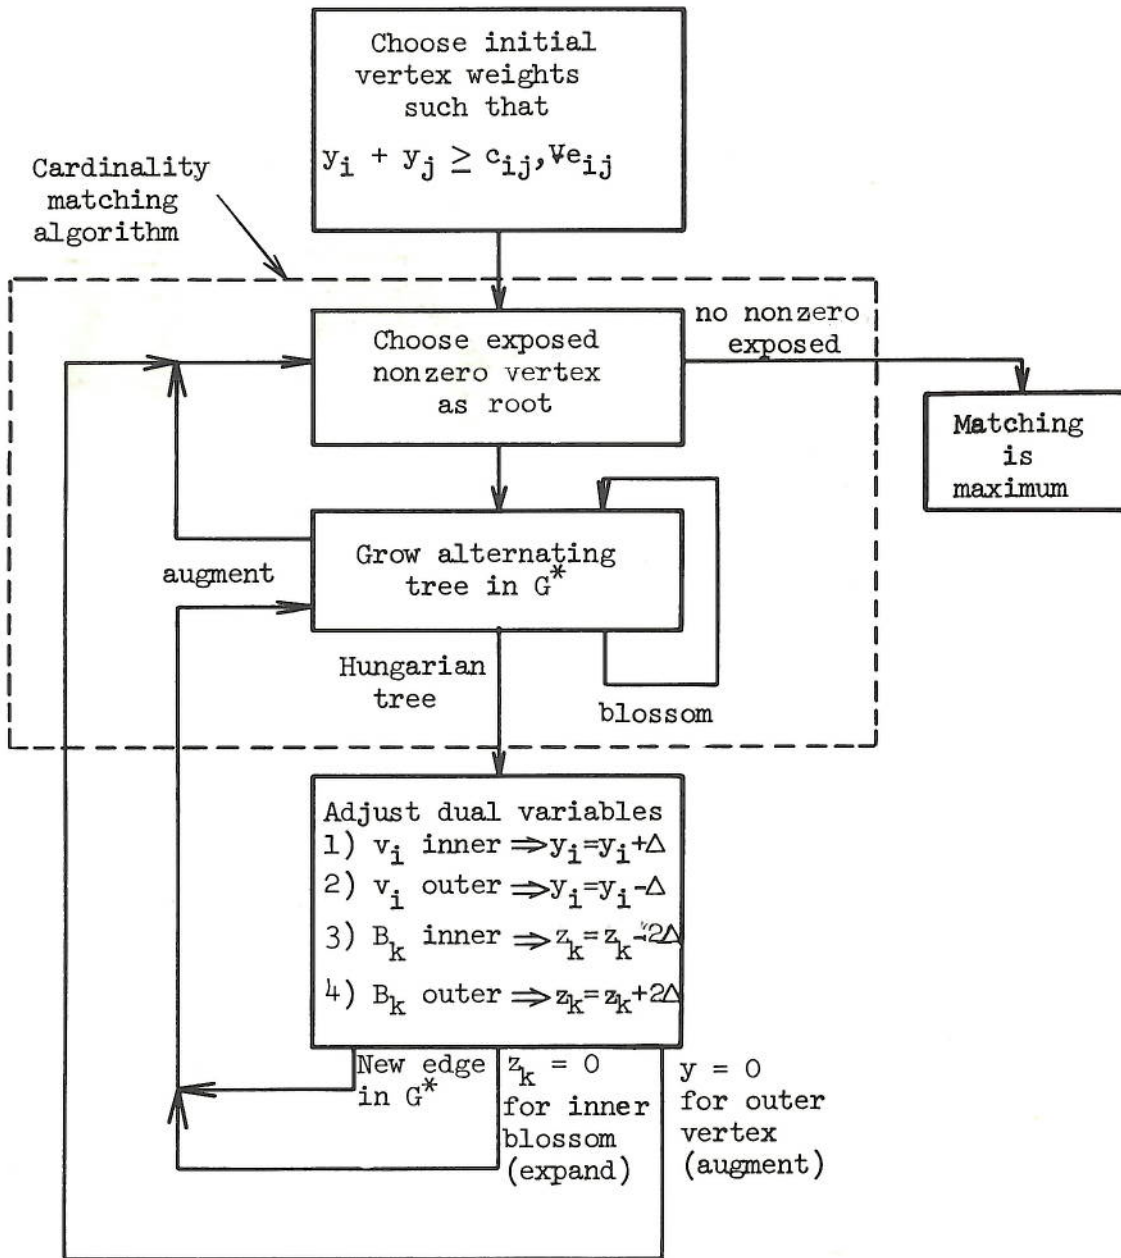 Choose initial
vertex weights
such that
y_i + y_j ≥ c_ij, ∀e_ij
Cardinality
matching
algorithm
Choose exposed
nonzero vertex
as root
no nonzero
exposed
Matching
is
maximum
Grow alternating
tree in G*
augment
Hungarian
tree
blossom
Adjust dual variables
1) v_i inner ⇒ y_i=y_i+Δ
2) v_i outer ⇒ y_i=y_i-Δ
3) B_k inner ⇒ z_k=z_k-2Δ
4) B_k outer ⇒ z_k=z_k+2Δ
New edge
in G*
z_k = 0
for inner
blossom
(expand)
y = 0
for outer
vertex
(augment)